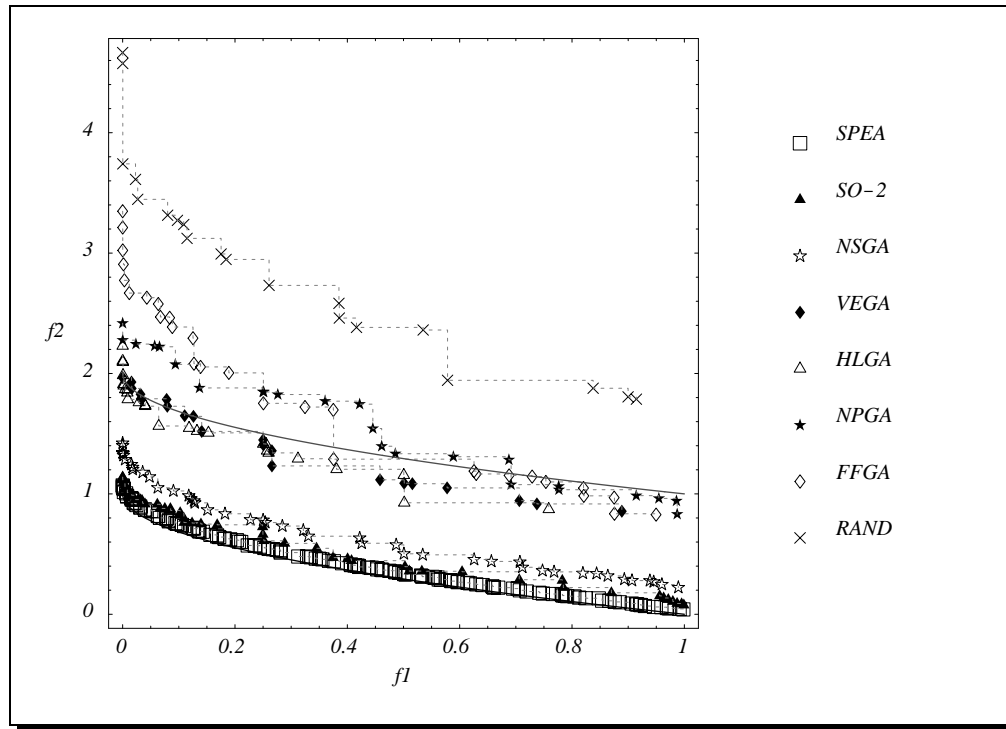 4
3
f2
2
1
0
0 0.2 0.4 0.6 0.8 1
f1
SPEA
SO-2
NSGA
VEGA
HLGA
NPGA
FFGA
RAND